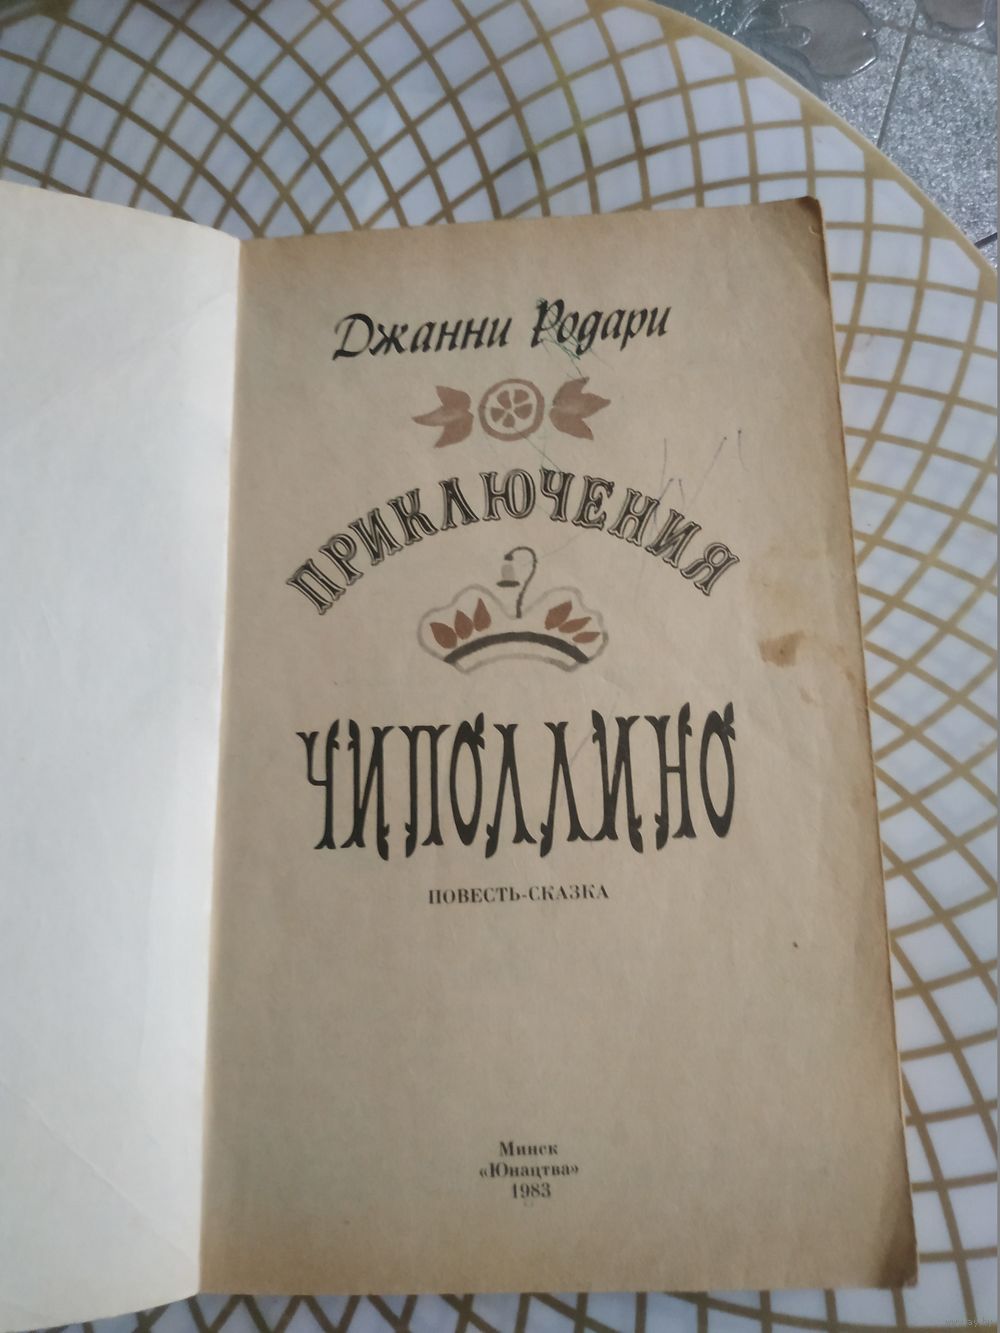 Джанни Родари
ПРИКЛЮЧЕНИЯ
ЧИПОЛЛИНО
ПОВЕСТЬ-СКАЗКА
Минск
«Юнацтва»
1983